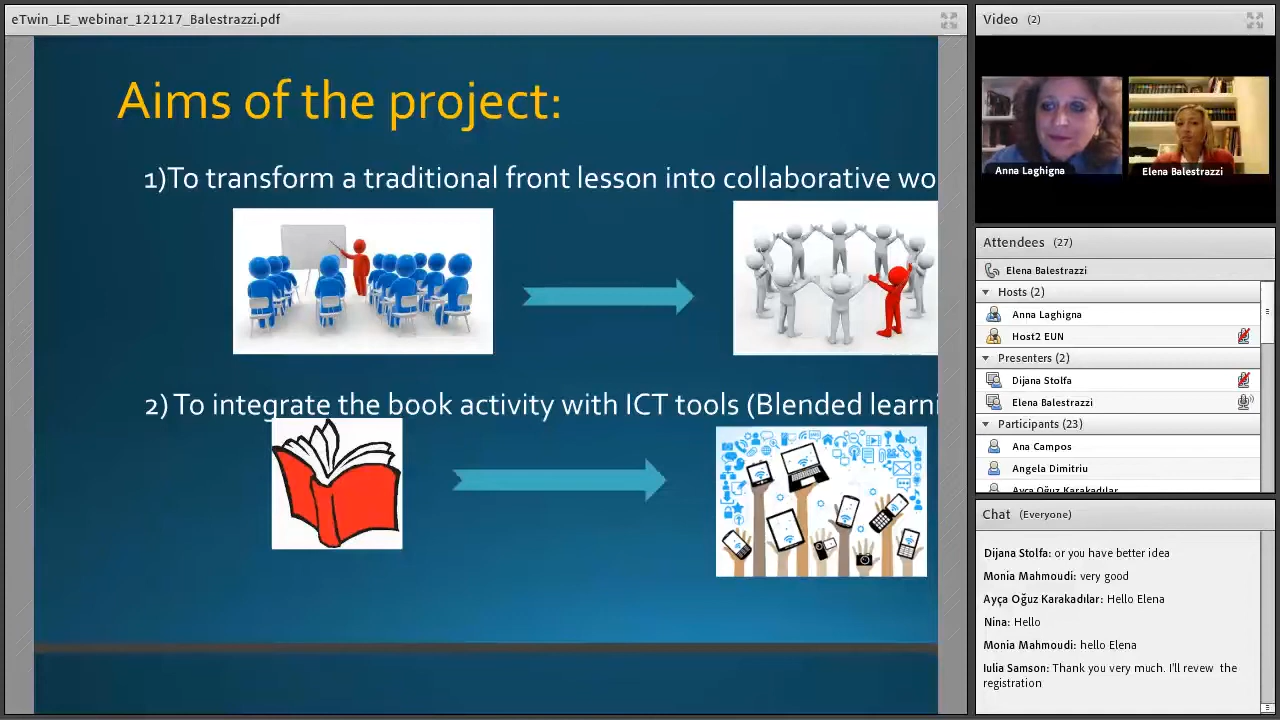 eTwin_LE_webinar_121217_Balestrazzi.pdf
Aims of the project:
1)To transform a traditional front lesson into collaborative wo
2) To integrate the book activity with ICT tools (Blended learni
Video (2)
Anna Laghigna
Elena Balestrazzi
Attendees (27)
Elena Balestrazzi
Hosts (2)
Anna Laghigna
Host2 EUN
Presenters (2)
Dijana Stolfa
Elena Balestrazzi
Participants (23)
Ana Campos
Angela Dimitriu
Ayça Oğuz Karakadılar
Chat (Everyone)
Dijana Stolfa: or you have better idea
Monia Mahmoudi: very good
Ayça Oğuz Karakadılar: Hello Elena
Nina: Hello
Monia Mahmoudi: hello Elena
Iulia Samson: Thank you very much. I'll revew the
registration